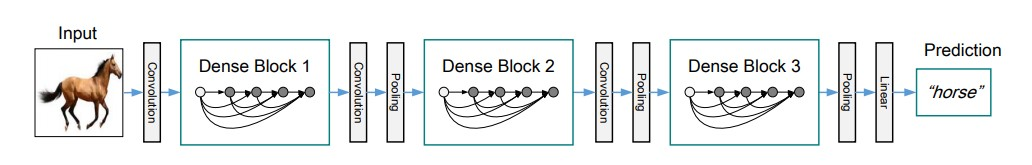 Input
Convolution
Dense Block 1
Convolution
Pooling
Dense Block 2
Convolution
Pooling
Dense Block 3
Pooling
Linear
Prediction
“horse”